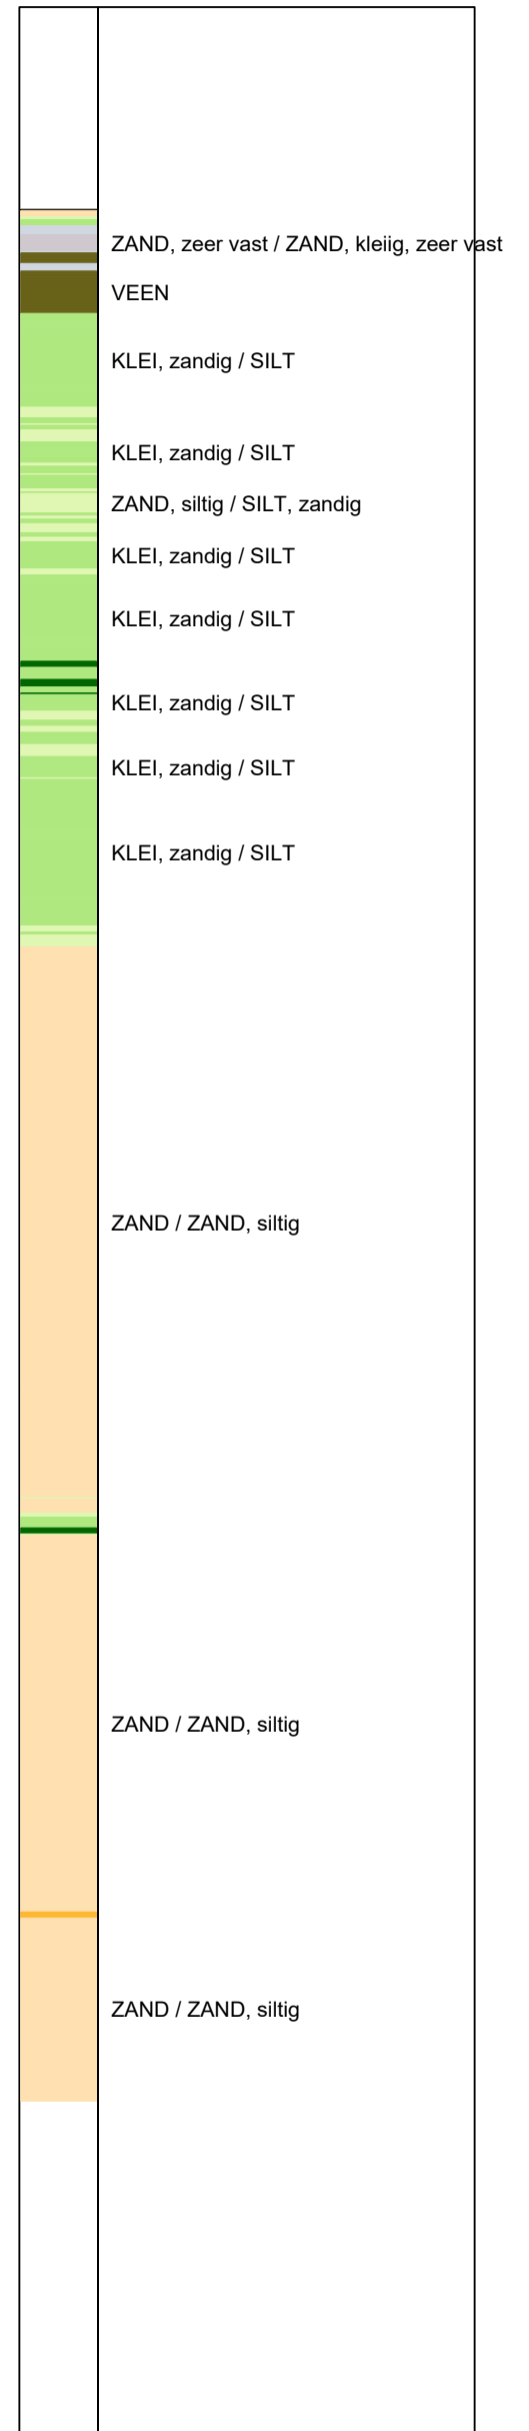 ZAND, zeer vast / ZAND, kleiig, zeer vast
VEEN
KLEI, zandig / SILT
KLEI, zandig / SILT
ZAND, siltig / SILT, zandig
KLEI, zandig / SILT
KLEI, zandig / SILT
KLEI, zandig / SILT
KLEI, zandig / SILT
KLEI, zandig / SILT
ZAND / ZAND, siltig
ZAND / ZAND, siltig
ZAND / ZAND, siltig